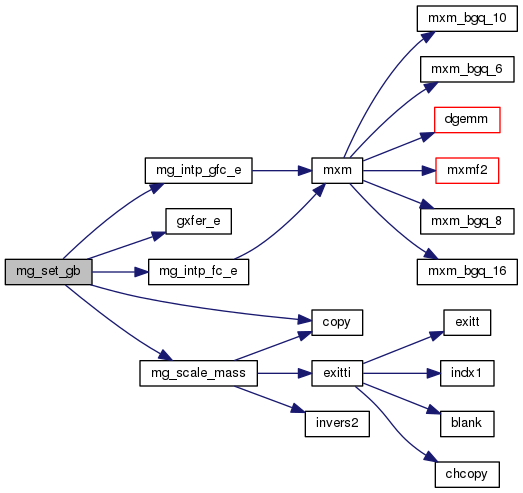 mxm_bgq_10
mxm_bgq_6
dgemm
mg_intp_gfc_e
mxm
mxmf2
gxfer_e
mxm_bgq_8
mg_set_gb
mg_intp_fc_e
mxm_bgq_16
copy
exitt
mg_scale_mass
exitti
indx1
invers2
blank
chcopy